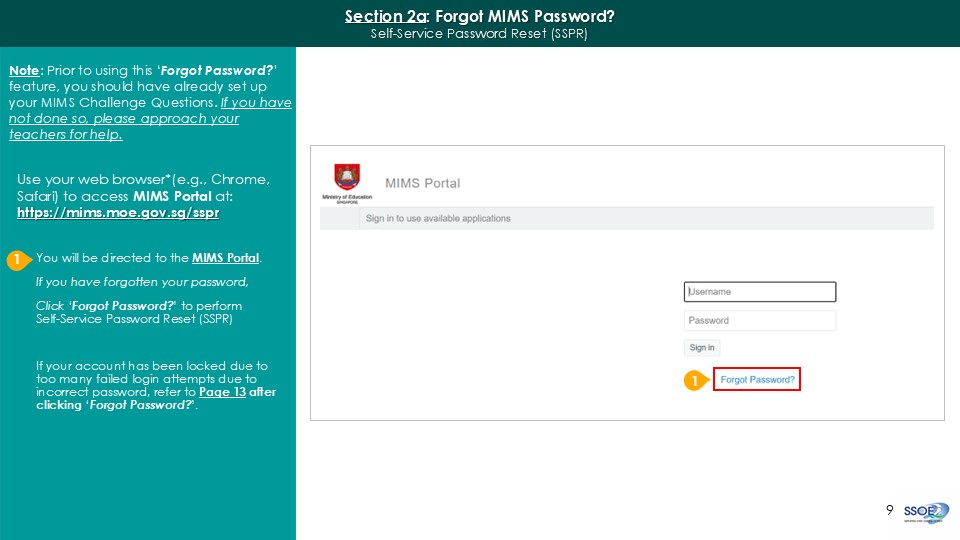 Section 2a: Forgot MIMS Password?
Self-Service Password Reset (SSPR)
Note: Prior to using this ‘Forgot Password?’
feature, you should have already set up
your MIMS Challenge Questions. If you have
not done so, please approach your
teachers for help.
Use your web browser*(e.g., Chrome,
Safari) to access MIMS Portal at:
https://mims.moe.gov.sg/sspr
1 You will be directed to the MIMS Portal.
If you have forgotten your password,
Click ‘Forgot Password?’ to perform
Self-Service Password Reset (SSPR)
If your account has been locked due to
too many failed login attempts due to
incorrect password, refer to Page 13 after
clicking ‘Forgot Password?’.
Ministry of Education
SINGAPORE
MIMS Portal
Sign in to use available applications
Username
Password
Sign in
1 Forgot Password?
9
SSOE2